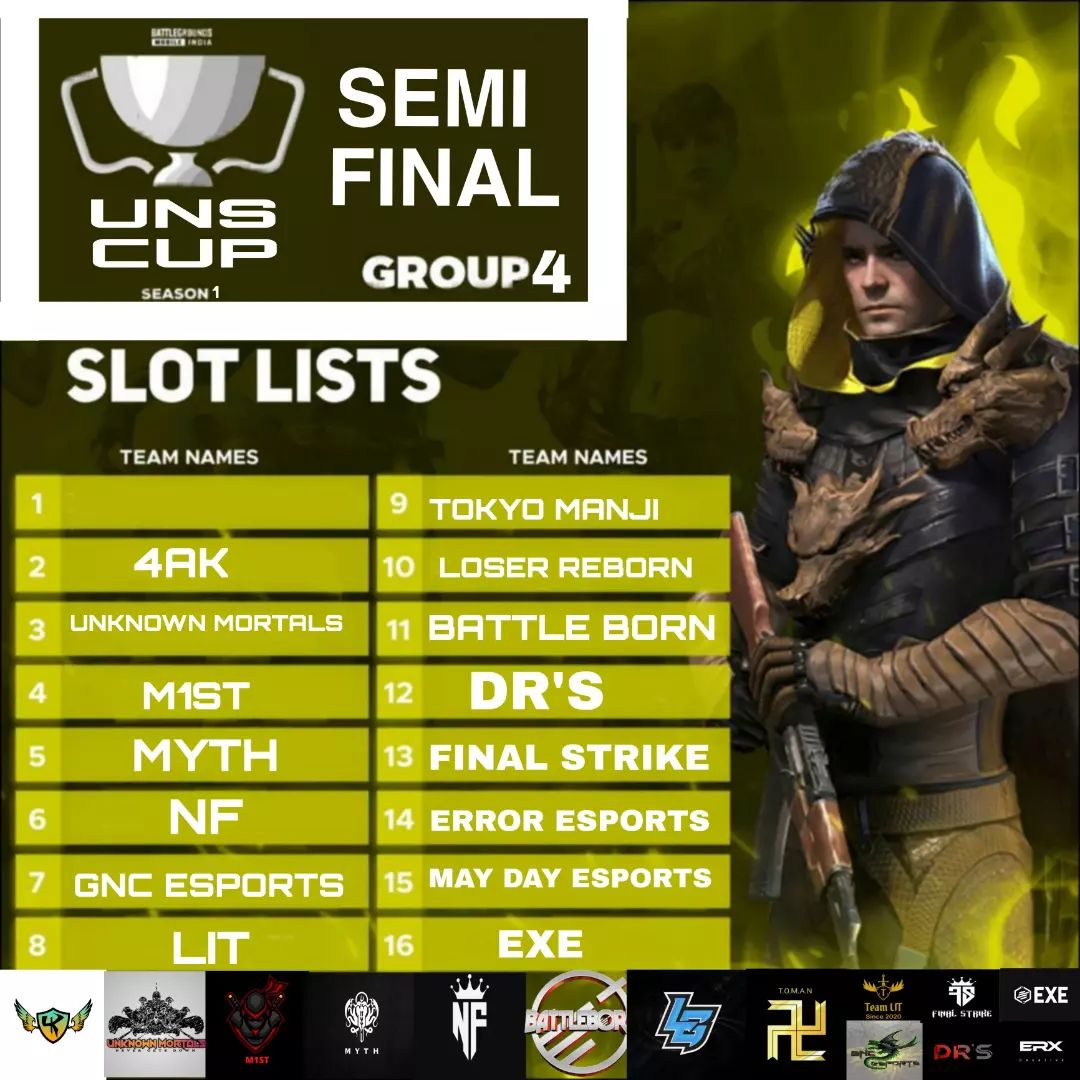 BATTLEGROUNDS
MOBILE INDIA
UNS
CUP
SEASON 1
SEMI
FINAL
GROUP4
SLOT LISTS
TEAM NAMES
1
2 4AK
3 UNKNOWN MORTALS
4 M1ST
5 MYTH
6 NF
7 GNC ESPORTS
8 LIT
TEAM NAMES
9 TOKYO MANJI
10 LOSER REBORN
11 BATTLE BORN
12 DR'S
13 FINAL STRIKE
14 ERROR ESPORTS
15 MAY DAY ESPORTS
16 EXE
UNKNOWN MORTALS
M1ST
MYTH
NF
BATTLEBOR
T.O.M.A.N
Team LIT
Since 2020
FINAL STRIKE
EXE
GNC ESPORTS
DR'S
ERX